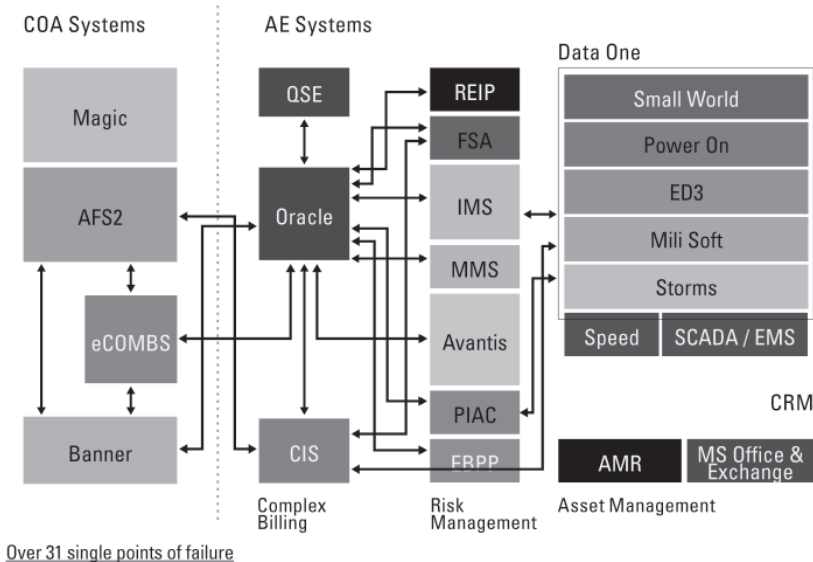 COA Systems
AE Systems
Data One
Magic
AFS2
eCOMBS
Banner
QSE
Oracle
CIS
Complex
Billing
REIP
FSA
IMS
MMS
Avantis
PIAC
EBPP
Risk
Management
Small World
Power On
ED3
Mili Soft
Storms
Speed
SCADA / EMS
CRM
AMR
MS Office &
Exchange
Asset Management
Over 31 single points of failure